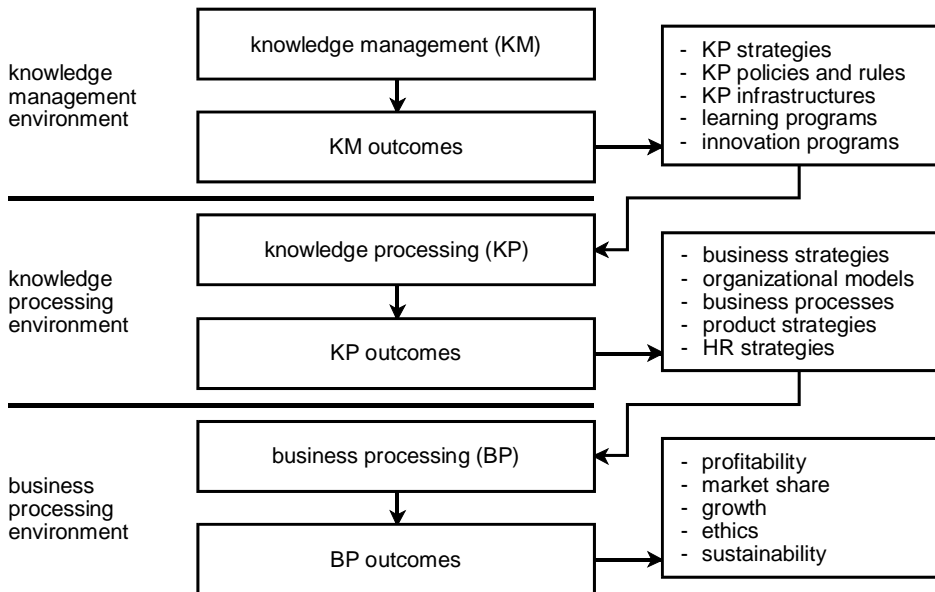 knowledge
management
environment
knowledge management (KM)
KM outcomes
- KP strategies
- KP policies and rules
- KP infrastructures
- learning programs
- innovation programs
knowledge
processing
environment
knowledge processing (KP)
KP outcomes
- business strategies
- organizational models
- business processes
- product strategies
- HR strategies
business
processing
environment
business processing (BP)
BP outcomes
- profitability
- market share
- growth
- ethics
- sustainability